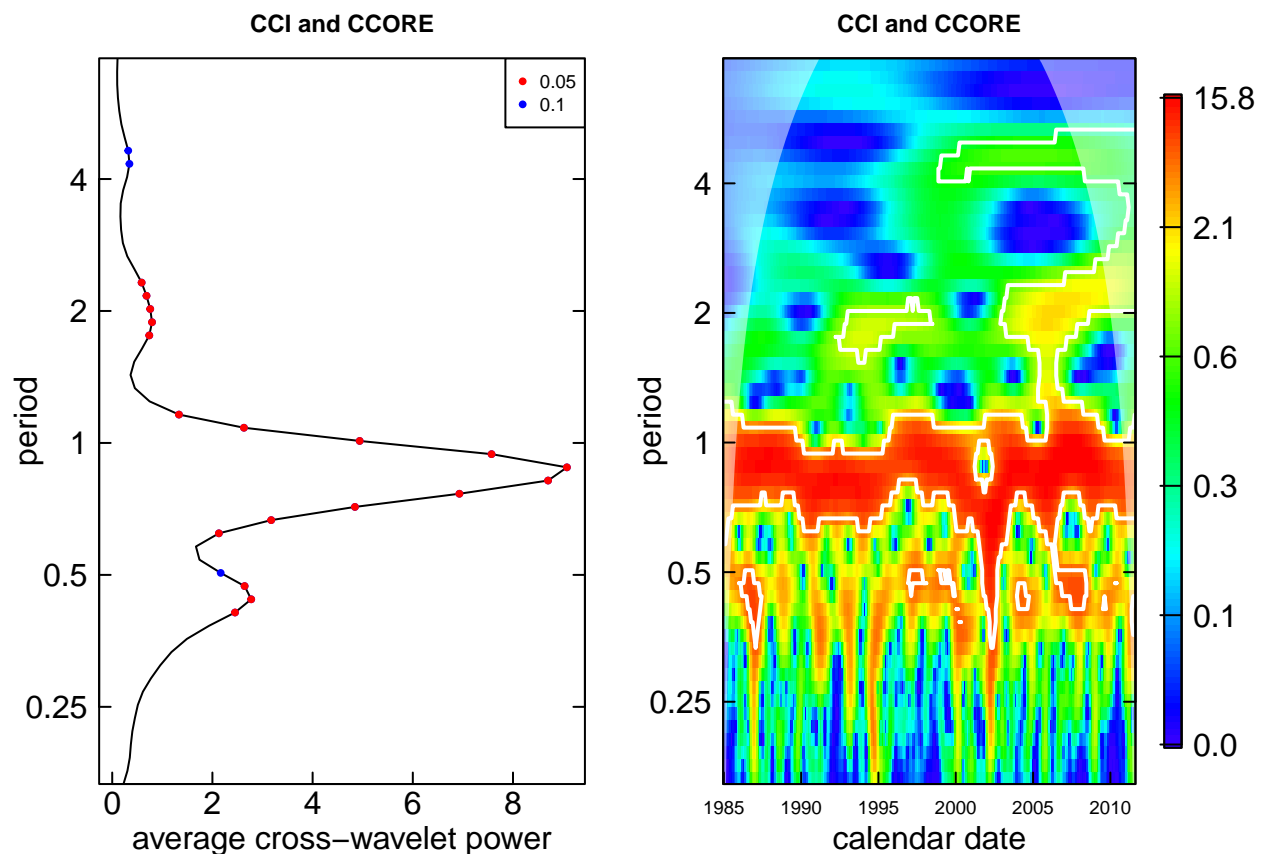 CCI and CCORE
0.05
0.1
4
2
1
0.5
0.25
period
0 2 4 6 8
average cross−wavelet power
CCI and CCORE
4
2
1
0.5
0.25
period
1985 1990 1995 2000 2005 2010
calendar date
15.8
2.1
0.6
0.3
0.1
0.0